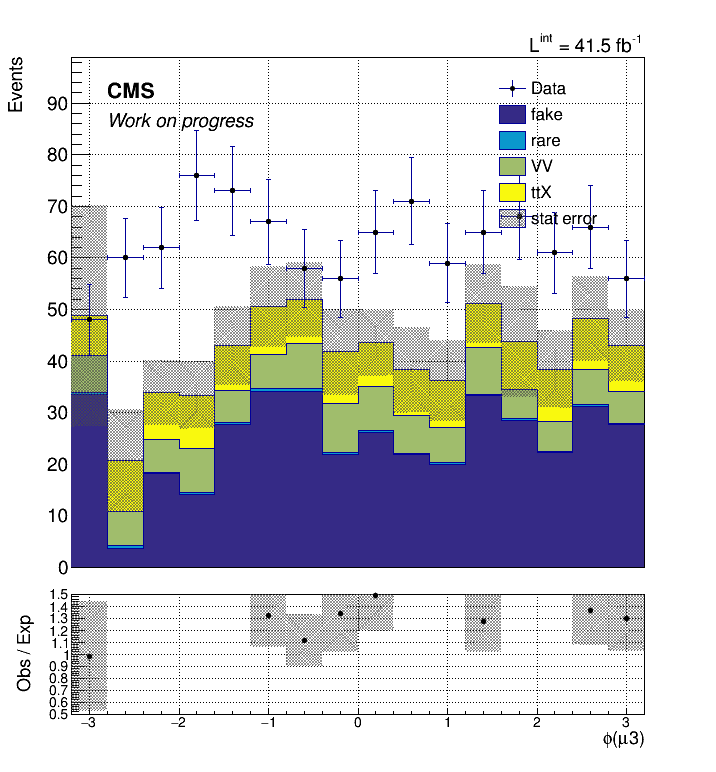 L^int = 41.5 fb^-1
Events
CMS
Work on progress
Data
fake
rare
VV
ttX
stat error
90
80
70
60
50
40
30
20
10
0
Obs / Exp
1.5
1.4
1.3
1.2
1.1
1
0.9
0.8
0.7
0.6
0.5
−3 −2 −1 0 1 2 3
ϕ(μ3)